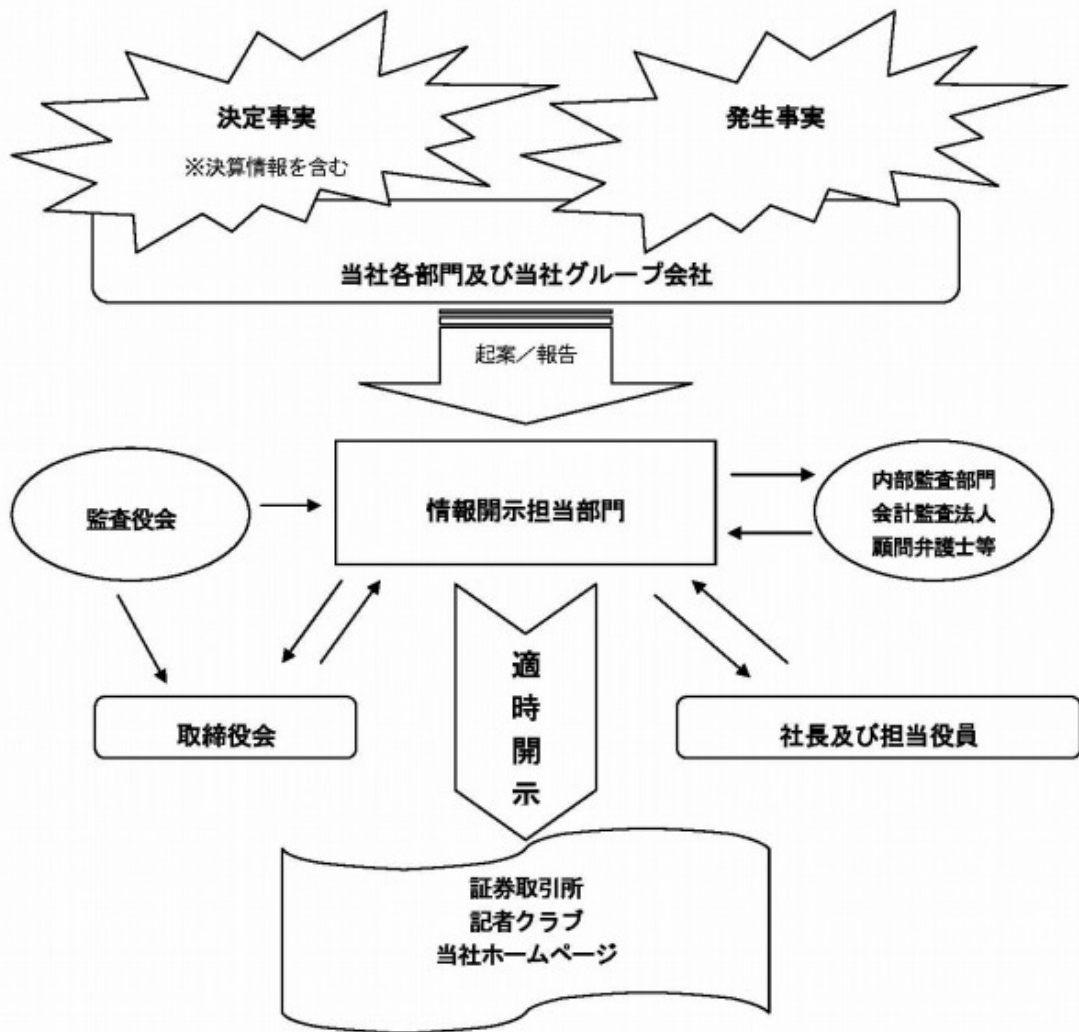 決定事実
※決算情報を含む
発生事実
当社各部門及び当社グループ会社
起案／報告
監査役会
情報開示担当部門
内部監査部門
会計監査法人
顧問弁護士等
適時開示
取締役会
社長及び担当役員
証券取引所
記者クラブ
当社ホームページ